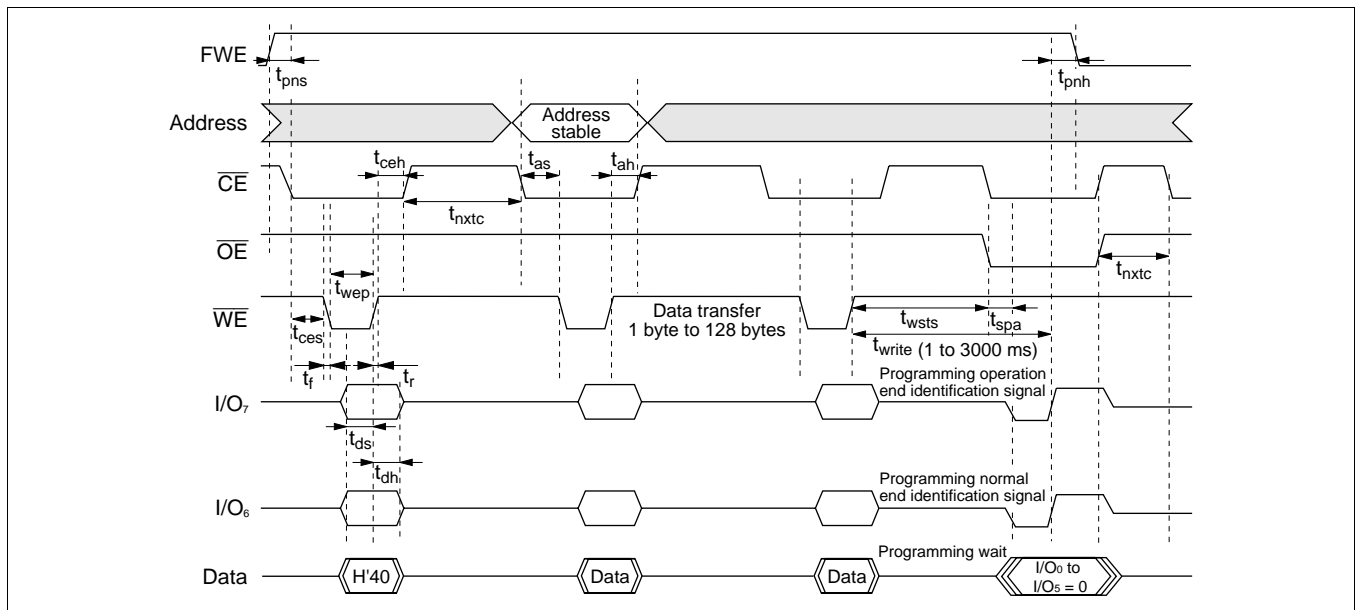 FWE
tpns
tpnh
Address
Address
stable
tceh
tas
tah
CE
tnxtc
OE
tnxtc
twep
WE
Data transfer
1 byte to 128 bytes
tces
twsts
tspa
twrite (1 to 3000 ms)
tf
tr
Programming operation
end identification signal
I/O7
tds
tdh
Programming normal
end identification signal
I/O6
Programming wait
Data
H'40
Data
Data
I/O0 to
I/O5 = 0